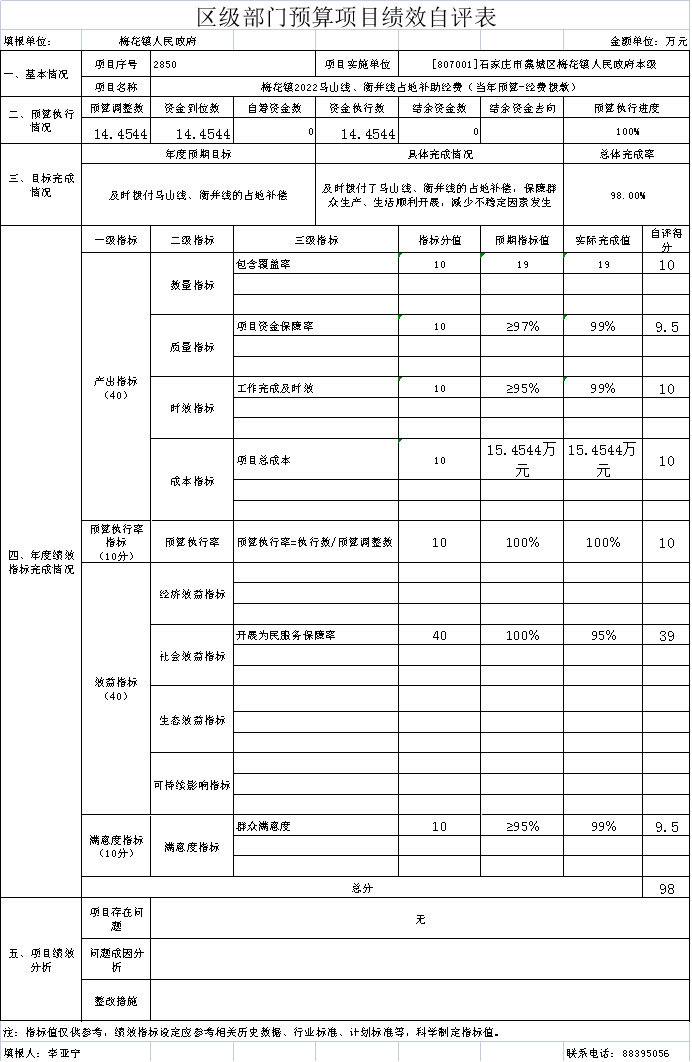 区级部门预算项目绩效自评表
填报单位： 梅花镇人民政府 金额单位：万元
一、基本情况 项目序号 2850 项目实施单位 [807001]石家庄市藁城区梅花镇人民政府本级
项目名称 梅花镇2022马山线、衡井线占地补助经费（当年预算-经费拨款）
二、预算执行情况 预算调整数 资金到位数 自筹资金数 资金执行数 结余资金数 结余资金去向 预算执行进度
14.4544 14.4544 0 14.4544 0 100%
三、目标完成情况 年度预期目标 具体完成情况 总体完成率
及时拨付马山线、衡井线的占地补偿 及时拨付了马山线、衡井线的占地补偿，保障群众生产、生活顺利开展，减少不稳定因素发生 98.00%
四、年度绩效指标完成情况 一级指标 二级指标 三级指标 指标分值 预期指标值 实际完成值 自评得分
产出指标（40） 数量指标 包含覆盖率 10 19 19 10
质量指标 项目资金保障率 10 ≥97% 99% 9.5
时效指标 工作完成及时效 10 ≥95% 99% 10
成本指标 项目总成本 10 15.4544万元 15.4544万元 10
预算执行率指标（10分） 预算执行率 预算执行率=执行数/预算调整数 10 100% 100% 10
效益指标（40） 经济效益指标
社会效益指标 开展为民服务保障率 40 100% 95% 39
生态效益指标
可持续影响指标
满意度指标（10分） 满意度指标 群众满意度 10 ≥95% 99% 9.5
总分 98
五、项目绩效分析 项目存在问题 无
问题成因分析
整改措施
注：指标值仅供参考，绩效指标设定应参考相关历史数据、行业标准、计划标准等，科学制定指标值。
填报人：李亚宁 联系电话：88395056